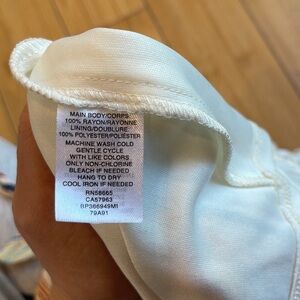 MAIN BODY/CORPS
100% RAYON/RAYONNE
LINING/DOUBLURE
100% POLYESTER/POLIESTER
MACHINE WASH COLD
GENTLE CYCLE
WITH LIKE COLORS
ONLY NON-CHLORINE
BLEACH IF NEEDED
HANG TO DRY
COOL IRON IF NEEDED
RN58665
CA57963
(I)P366949MI
79A91